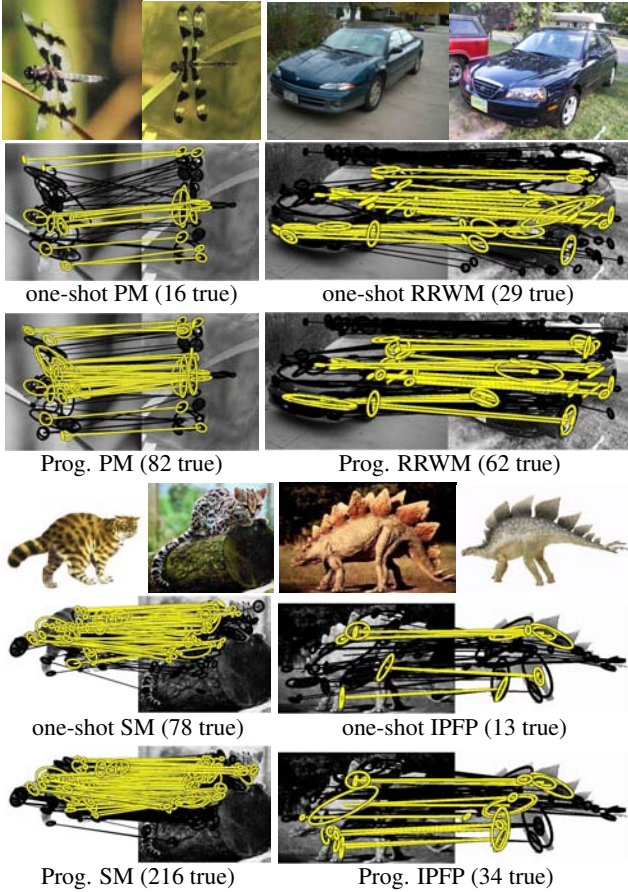 one-shot PM (16 true)
one-shot RRWM (29 true)
Prog. PM (82 true)
Prog. RRWM (62 true)
one-shot SM (78 true)
one-shot IPFP (13 true)
Prog. SM (216 true)
Prog. IPFP (34 true)